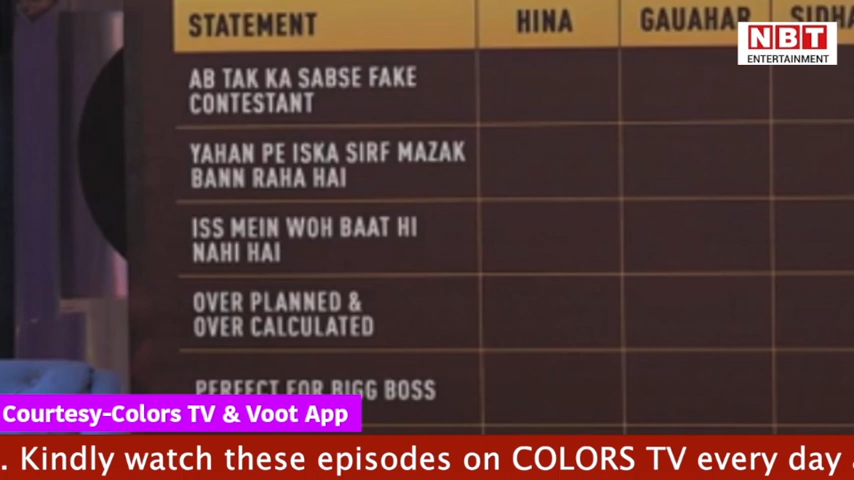 STATEMENT HINA GAUAHAR SIDHA
NBT
ENTERTAINMENT
AB TAK KA SABSE FAKE
CONTESTANT
YAHAN PE ISKA SIRF MAZAK
BANN RAHA HAI
ISS MEIN WOH BAAT HI
NAHI HAI
OVER PLANNED &
OVER CALCULATED
PERFECT FOR BIGG BOSS
Courtesy-Colors TV & Voot App
. Kindly watch these episodes on COLORS TV every day